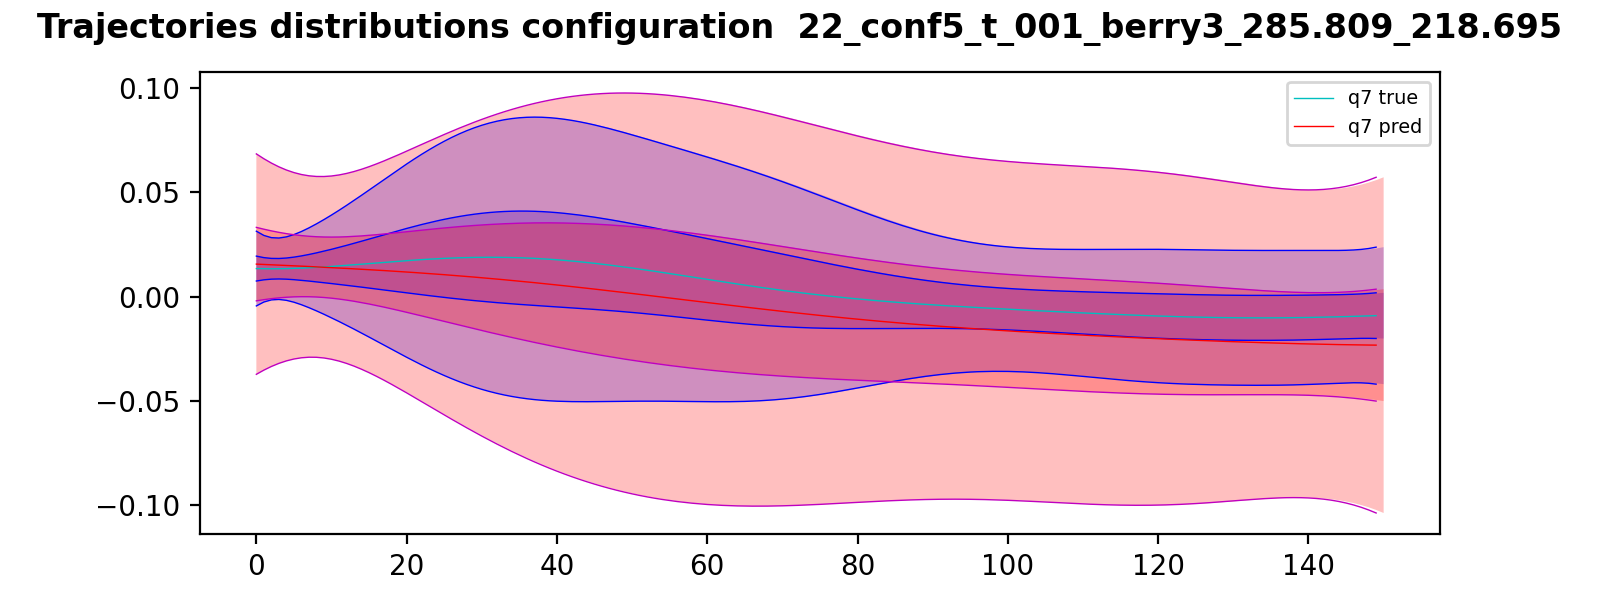 Trajectories distributions configuration 22_conf5_t_001_berry3_285.809_218.695
q7 true
q7 pred
0.10
0.05
0.00
−0.05
−0.10
0 20 40 60 80 100 120 140